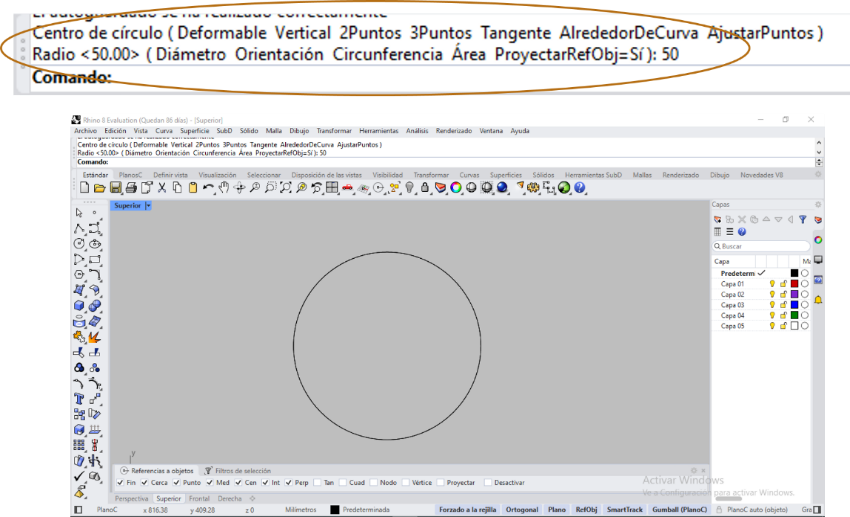 El autoguardado se ha realizado correctamente
Centro de círculo ( Deformable Vertical 2Puntos 3Puntos Tangente AlrededorDeCurva AjustarPuntos )
Radio <50.00> ( Diámetro Orientación Circunferencia Área ProyectarRefObj=Sí ): 50
Comando:
Rhino 8 Evaluation (Quedan 86 días) - [Superior]
Archivo Edición Vista Curva Superficie SubD Sólido Malla Dibujo Transformar Herramientas Análisis Renderizado Ventana Ayuda
El autoguardado se ha realizado correctamente
Centro de círculo ( Deformable Vertical 2Puntos 3Puntos Tangente AlrededorDeCurva AjustarPuntos )
Radio <50.00> ( Diámetro Orientación Circunferencia Área ProyectarRefObj=Sí ): 50
Comando:
Estándar PlanosC Definir vista Visualización Seleccionar Disposición de las vistas Visibilidad Transformar Curvas Superficies Sólidos Herramientas SubD Mallas Renderizado Dibujo Novedades V8
Superior
Capas
Buscar
Capa
Predeterm
Capa 01
Capa 02
Capa 03
Capa 04
Capa 05
y
Referencias a objetos Filtros de selección
Fin Cerca Punto Med Cen Int Perp Tan Cuad Nodo Vértice Proyectar Desactivar
Activar Windows
Ve a Configuración para activar Windows.
Perspectiva Superior Frontal Derecha
PlanoC x 816.38 y 409.28 z 0 Milímetros Predeterminada Forzado a la rejilla Ortogonal Plano RefObj SmartTrack Gumball (PlanoC) PlanoC auto (objeto) Gra